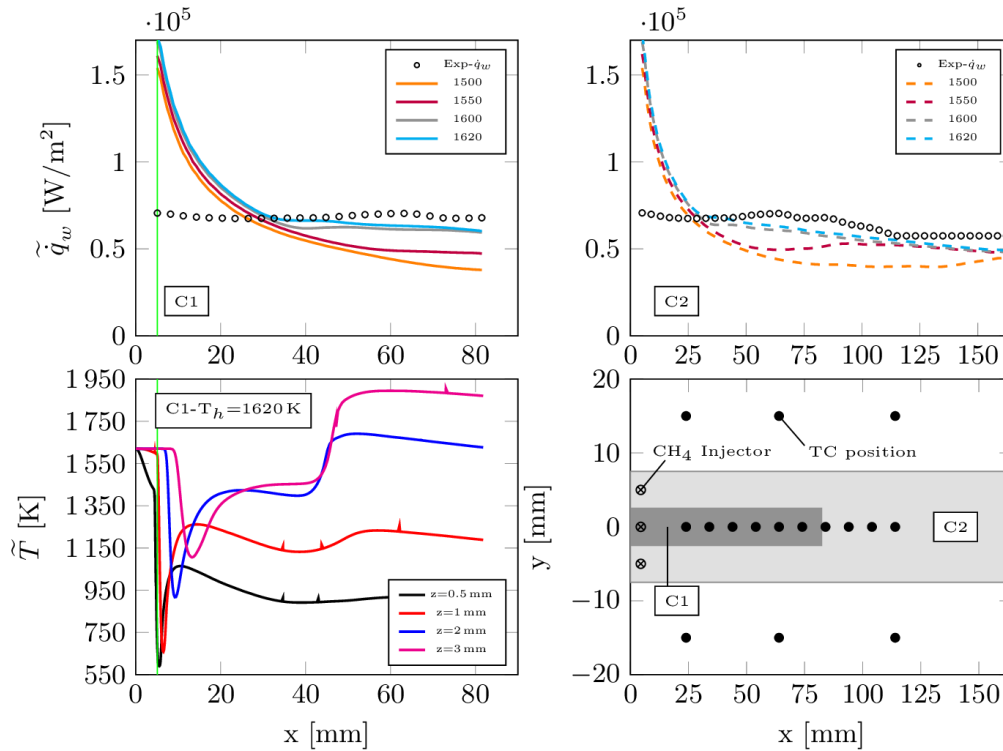 ·10⁵
1.5
1
0.5
0
q̃̇_w [W/m²]
Exp-q̇_w
1500
1550
1600
1620
C1
0 20 40 60 80
·10⁵
1.5
1
0.5
0
Exp-q̇_w
1500
1550
1600
1620
C2
0 25 50 75 100 125 150
1 950
1 750
1 550
1 350
1 150
950
750
550
T̃ [K]
C1-T_h=1620 K
z=0.5 mm
z=1 mm
z=2 mm
z=3 mm
0 20 40 60 80
x [mm]
20
10
0
−10
−20
y [mm]
CH₄ Injector
TC position
C2
C1
0 25 50 75 100 125 150
x [mm]